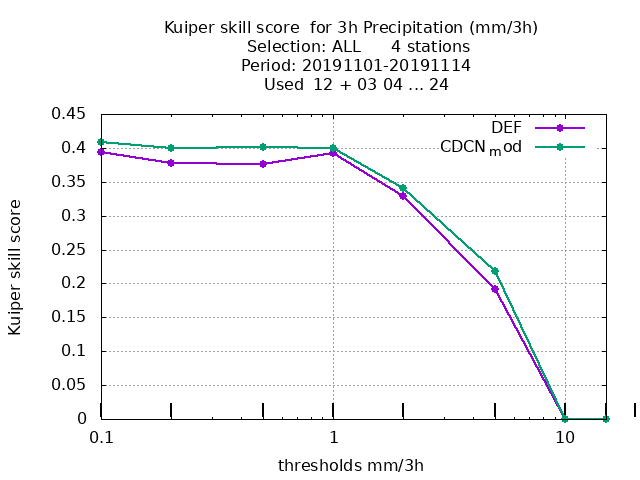 Kuiper skill score  for 3h Precipitation (mm/3h)
Selection: ALL      4 stations
Period: 20191101-20191114
Used  12 + 03 04 ... 24
DEF
CDCN_mod
Kuiper skill score
0.45
0.4
0.35
0.3
0.25
0.2
0.15
0.1
0.05
0
0.1
1
10
thresholds mm/3h